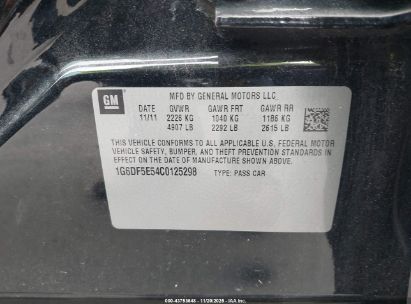 GM
MFD BY GENERAL MOTORS LLC
DATE GVWR GAWR FRT GAWR RR
11/11 2226 KG 1040 KG 1186 KG
4907 LB 2292 LB 2615 LB
THIS VEHICLE CONFORMS TO ALL APPLICABLE U.S. FEDERAL MOTOR
VEHICLE SAFETY, BUMPER, AND THEFT PREVENTION STANDARDS
IN EFFECT ON THE DATE OF MANUFACTURE SHOWN ABOVE.
1G6DF5E54C0125298 TYPE: PASS CAR